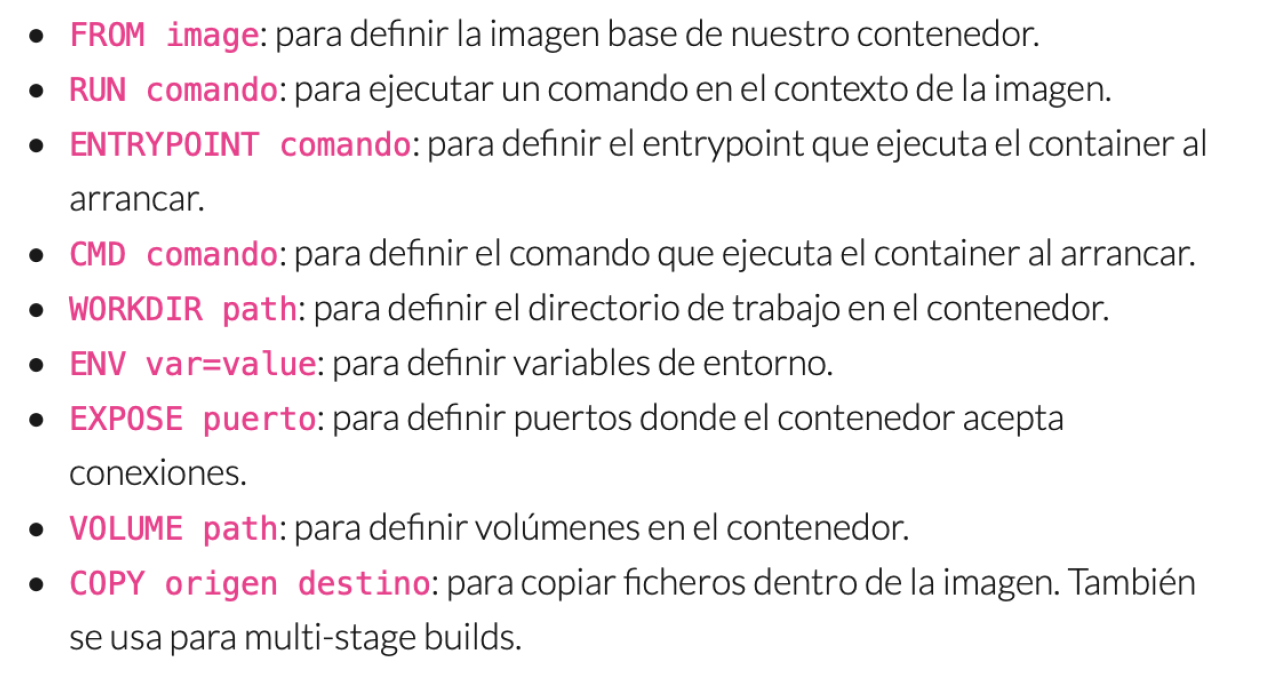 • FROM image: para definir la imagen base de nuestro contenedor.
• RUN comando: para ejecutar un comando en el contexto de la imagen.
• ENTRYPOINT comando: para definir el entrypoint que ejecuta el container al
arrancar.
• CMD comando: para definir el comando que ejecuta el container al arrancar.
• WORKDIR path: para definir el directorio de trabajo en el contenedor.
• ENV var=value: para definir variables de entorno.
• EXPOSE puerto: para definir puertos donde el contenedor acepta
conexiones.
• VOLUME path: para definir volúmenes en el contenedor.
• COPY origen destino: para copiar ficheros dentro de la imagen. También
se usa para multi-stage builds.